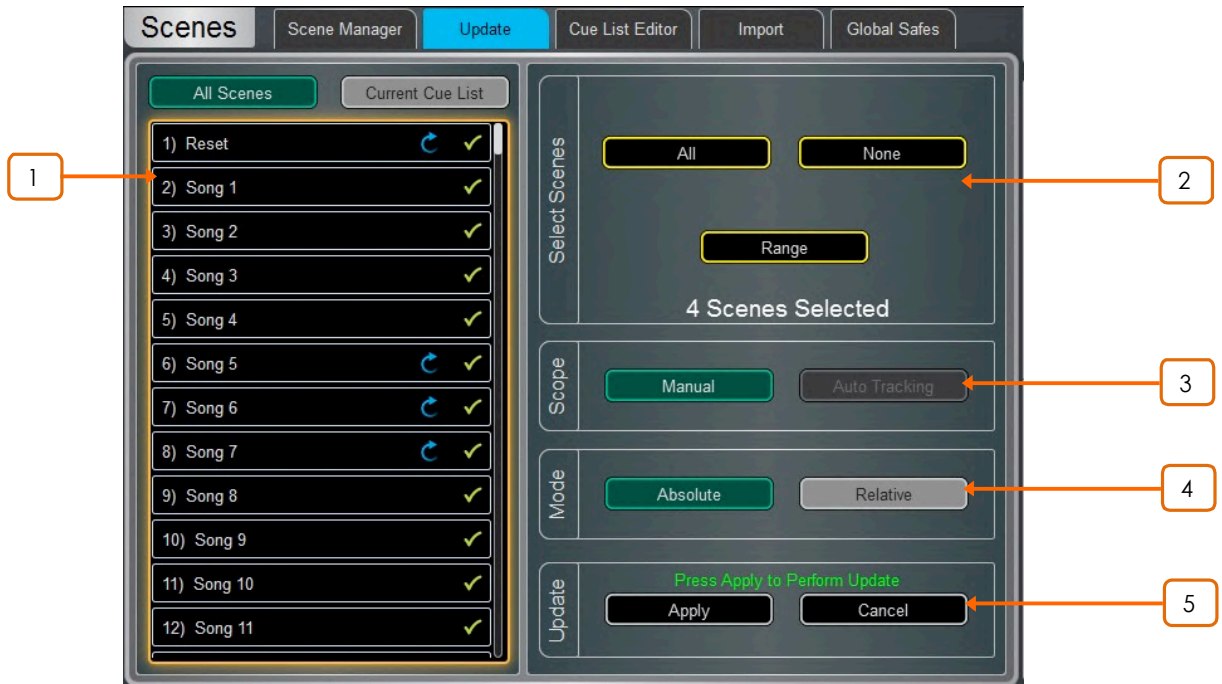 Scenes
Scene Manager
Update
Cue List Editor
Import
Global Safes
All Scenes
Current Cue List
1) Reset
2) Song 1
3) Song 2
4) Song 3
5) Song 4
6) Song 5
7) Song 6
8) Song 7
9) Song 8
10) Song 9
11) Song 10
12) Song 11
1
Select Scenes
All
None
Range
4 Scenes Selected
2
Scope
Manual
Auto Tracking
3
Mode
Absolute
Relative
4
Update
Press Apply to Perform Update
Apply
Cancel
5